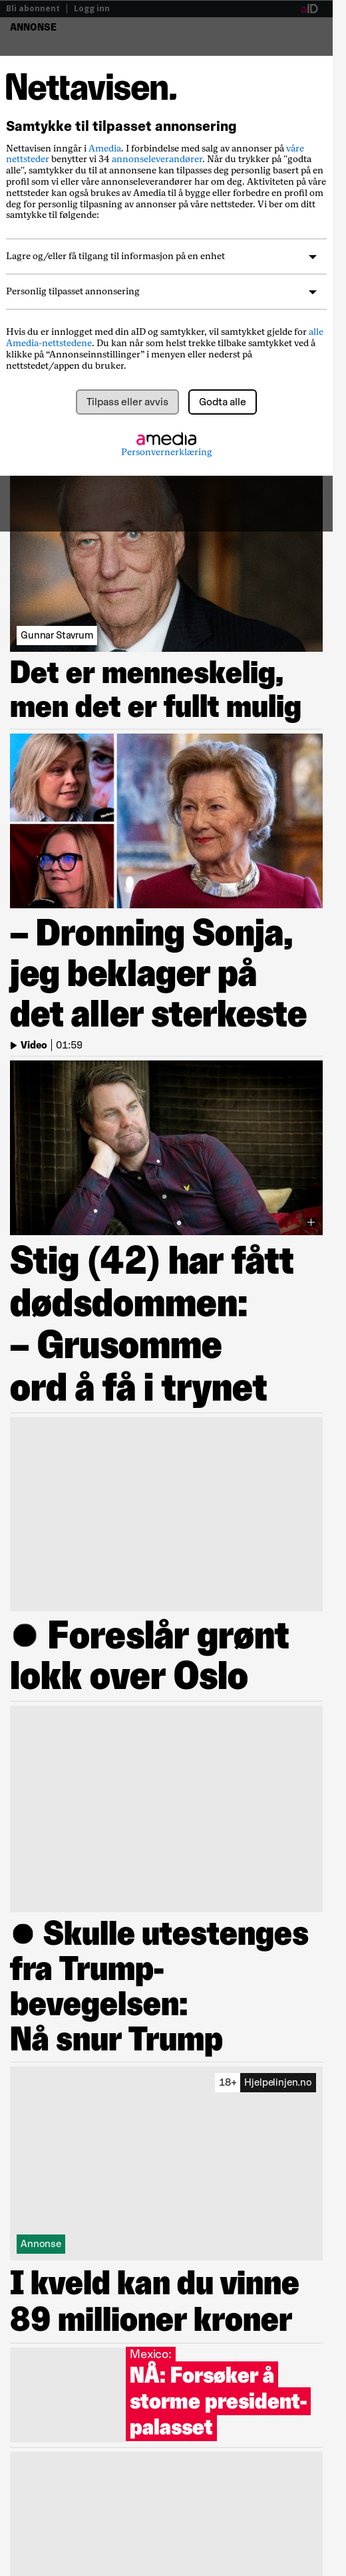 Bli abonnent | Logg inn aID
ANNONSE
Nettavisen.
Samtykke til tilpasset annonsering
Nettavisen inngår i Amedia. I forbindelse med salg av annonser på våre
nettsteder benytter vi 34 annonseleverandører. Når du trykker på "godta
alle", samtykker du til at annonsene kan tilpasses deg personlig basert på en
profil som vi eller våre annonseleverandører har om deg. Aktiviteten på våre
nettsteder kan også brukes av Amedia til å bygge eller forbedre en profil om
deg for personlig tilpasning av annonser på våre nettsteder. Vi ber om ditt
samtykke til følgende:
Lagre og/eller få tilgang til informasjon på en enhet
Personlig tilpasset annonsering
Hvis du er innlogget med din aID og samtykker, vil samtykket gjelde for alle
Amedia-nettstedene. Du kan når som helst trekke tilbake samtykket ved å
klikke på “Annonseinnstillinger” i menyen eller nederst på
nettstedet/appen du bruker.
Tilpass eller avvis Godta alle
amedia
Personvernerklæring
Gunnar Stavrum
Det er menneskelig,
men det er fullt mulig
– Dronning Sonja,
jeg beklager på
det aller sterkeste
Video | 01:59
Stig (42) har fått
dødsdommen:
– Grusomme
ord å få i trynet
● Foreslår grønt
lokk over Oslo
● Skulle utestenges
fra Trump-
bevegelsen:
Nå snur Trump
18+ Hjelpelinjen.no
Annonse
I kveld kan du vinne
89 millioner kroner
Mexico:
NÅ: Forsøker å
storme president-
palasset